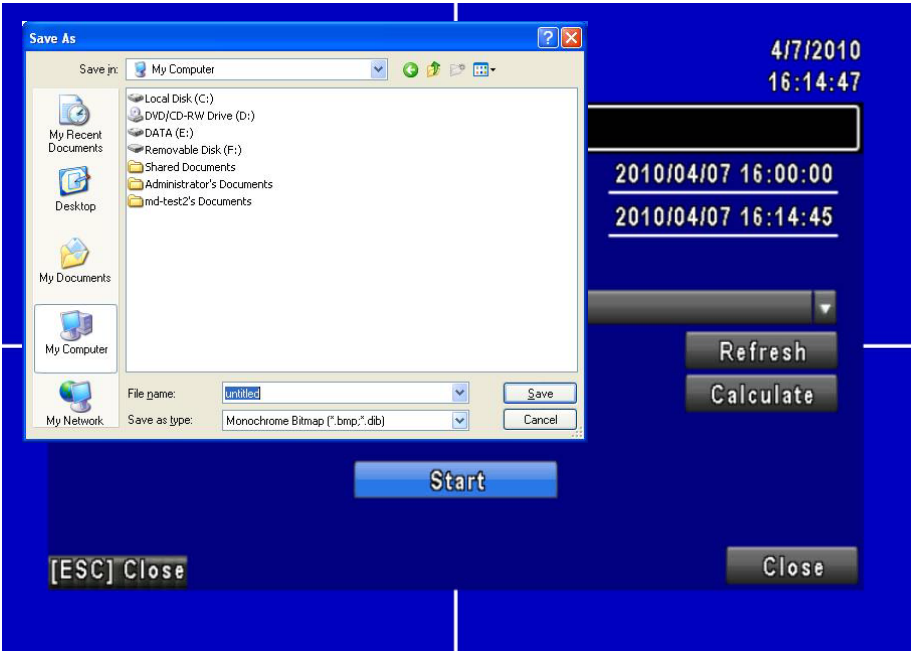 Save As
4/7/2010
16:14:47
Save in:
My Computer
Local Disk (C:)
DVD/CD-RW Drive (D:)
DATA (E:)
Removable Disk (F:)
Shared Documents
Administrator's Documents
md-test2's Documents
My Recent
Documents
Desktop
My Documents
My Computer
My Network
2010/04/07 16:00:00
2010/04/07 16:14:45
Refresh
Calculate
File name:
untitled
Save
Save as type:
Monochrome Bitmap (*.bmp;*.dib)
Cancel
Start
[ESC] Close
Close